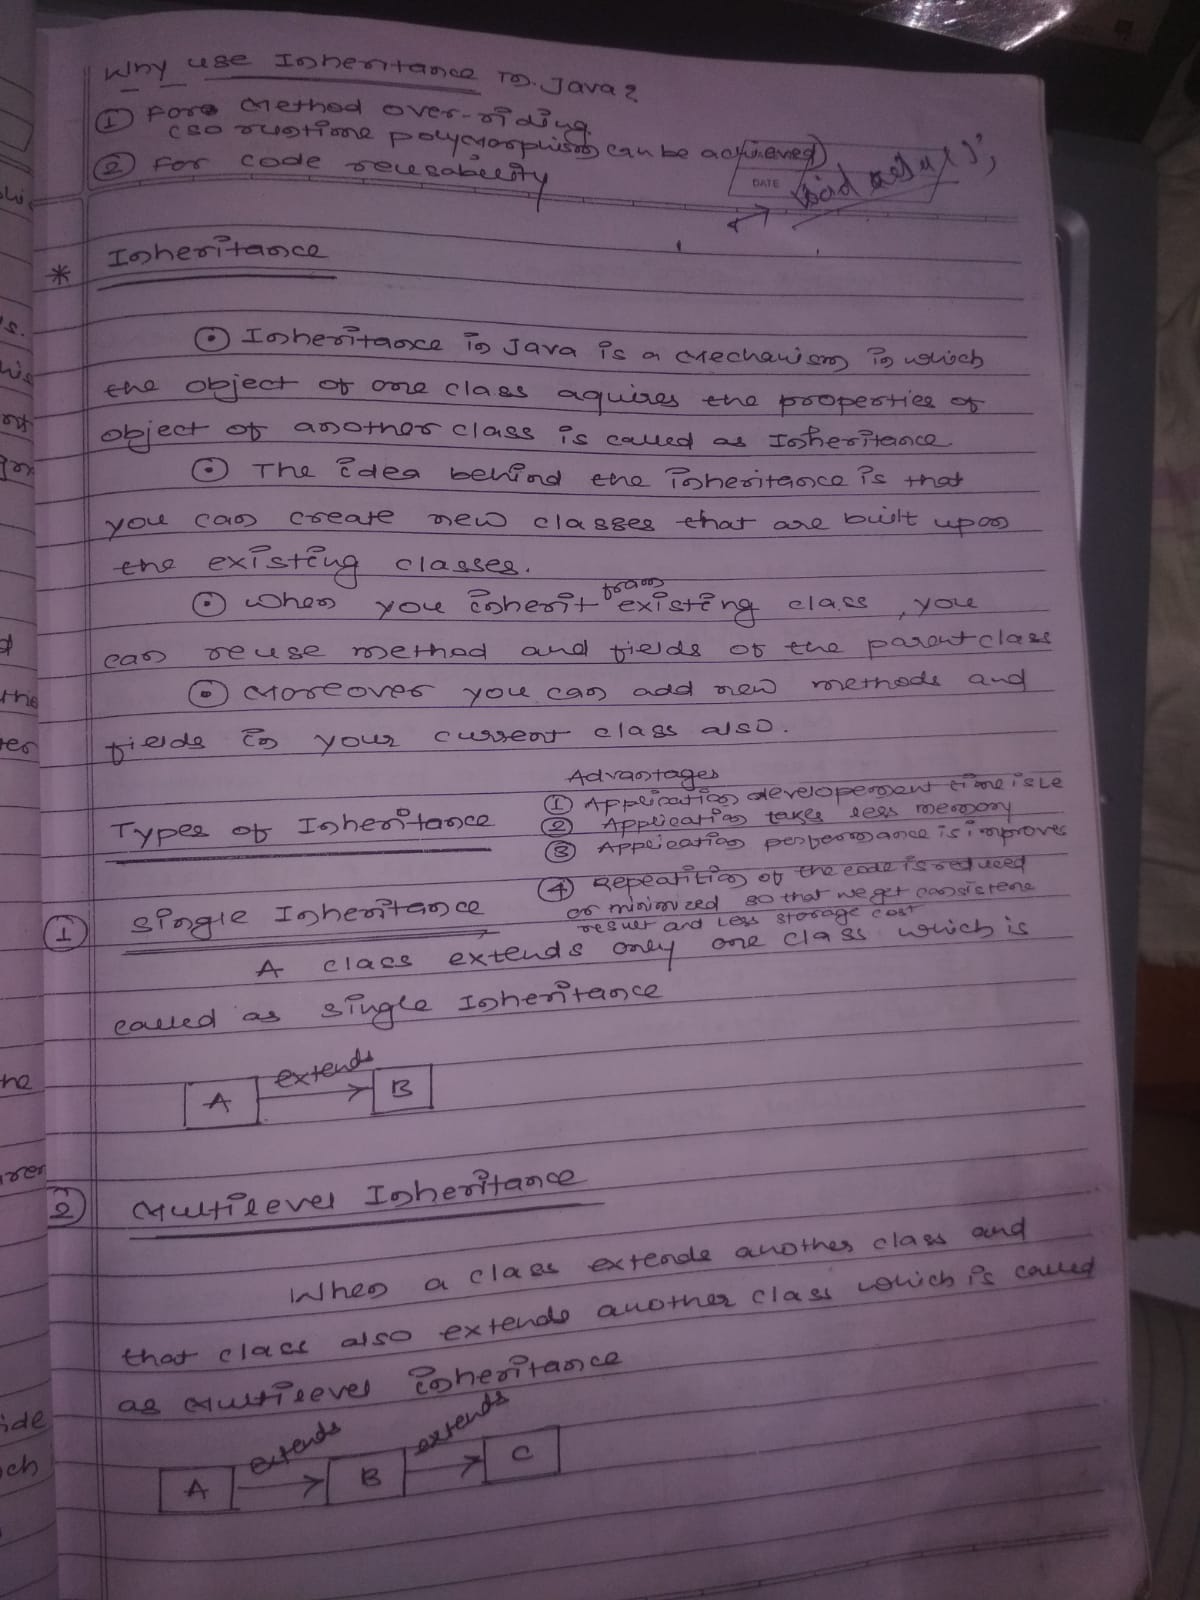 Why use Inheritance in Java?
① For Method over-riding
(so runtime polymorphism can be achieved)
② For code reusability
DATE
* Inheritance
⊙ Inheritance in Java is a mechanism in which
the object of one class aquires the properties of
object of another class is called as Inheritance
⊙ The idea behind the inheritance is that
you can create new classes that are built upon
the existing classes.
⊙ When you inherit from existing class, you
can reuse method and fields of the parent class
⊙ Moreover you can add new methods and
fields in your current class also.
Advantages
① Application developement time is le
② Application takes less memory
③ Application performance is improves
④ Repeatition of the code is reduced
or minimized so that we get consistene
result and less storage cost
Types of Inheritance
① Single Inheritance
A class extends only one class which is
called as single Inheritance
A extends B
② Multilevel Inheritance
When a class extends another class and
that class also extends another class which is called
as Multilevel inheritance
A extends B extends C